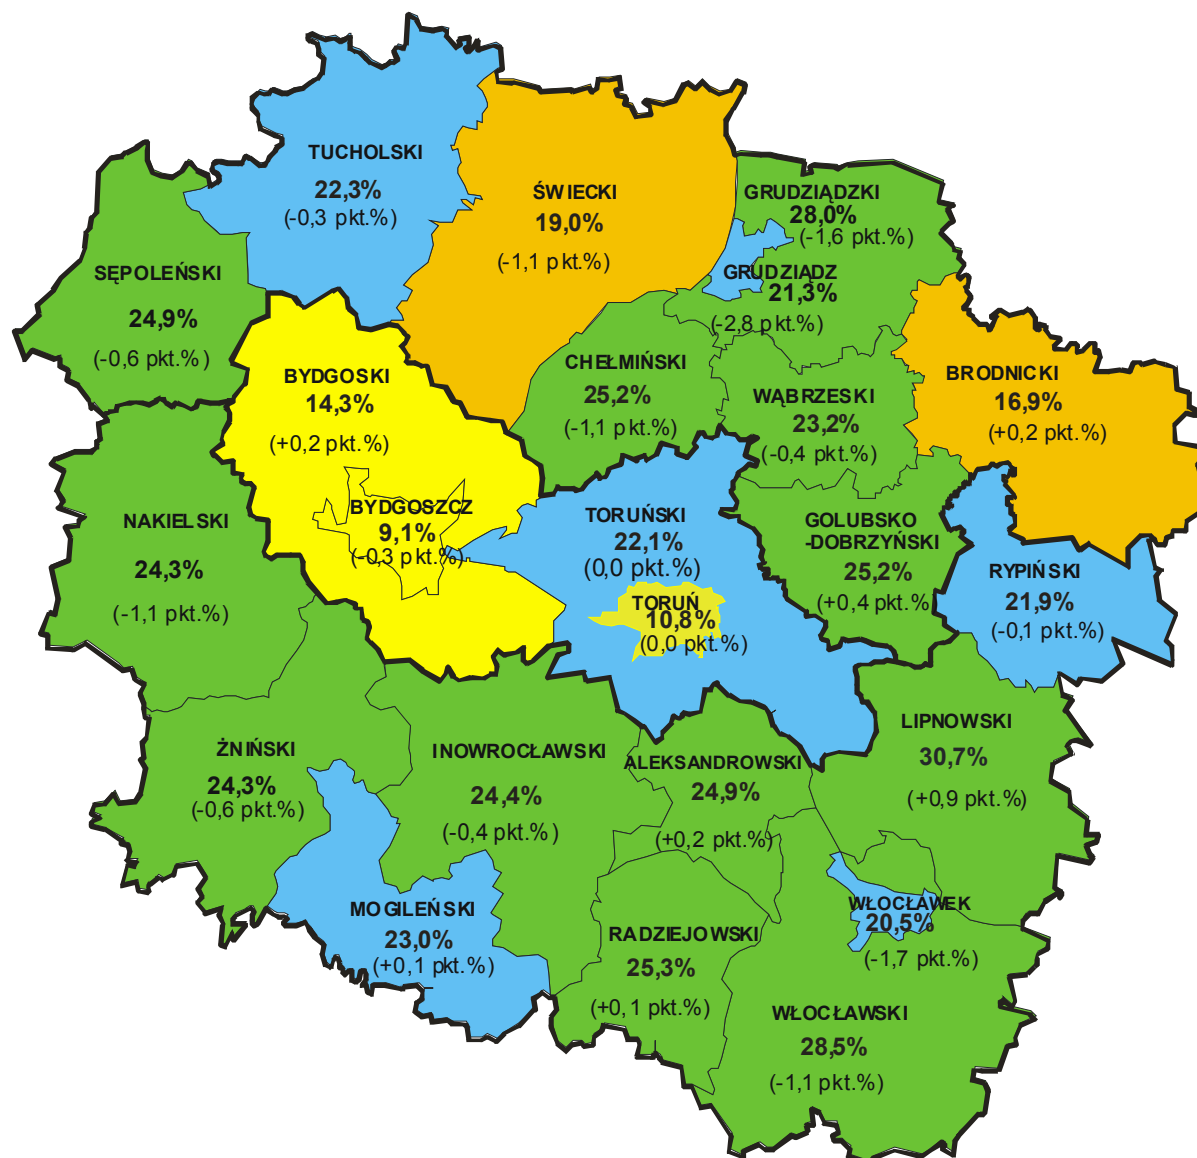 TUCHOLSKI
22,3%
(-0,3 pkt.%)
ŚWIECKI
19,0%
(-1,1 pkt.%)
GRUDZIĄDZKI
28,0%
(-1,6 pkt.%)
GRUDZIĄDZ
21,3%
(-2,8 pkt.%)
SĘPOLEŃSKI
24,9%
(-0,6 pkt.%)
BYDGOSKI
14,3%
(+0,2 pkt.%)
CHEŁMIŃSKI
25,2%
(-1,1 pkt.%)
WĄBRZESKI
23,2%
(-0,4 pkt.%)
BRODNICKI
16,9%
(+0,2 pkt.%)
NAKIELSKI
24,3%
(-1,1 pkt.%)
BYDGOSZCZ
9,1%
(-0,3 pkt.%)
TORUŃSKI
22,1%
(0,0 pkt.%)
TORUŃ
10,8%
(0,0 pkt.%)
GOLUBSKO
-DOBRZYŃSKI
25,2%
(+0,4 pkt.%)
RYPIŃSKI
21,9%
(-0,1 pkt.%)
ŻNIŃSKI
24,3%
(-0,6 pkt.%)
INOWROCŁAWSKI
24,4%
(-0,4 pkt.%)
ALEKSANDROWSKI
24,9%
(+0,2 pkt.%)
LIPNOWSKI
30,7%
(+0,9 pkt.%)
MOGILEŃSKI
23,0%
(+0,1 pkt.%)
RADZIEJOWSKI
25,3%
(+0,1 pkt.%)
WŁOCŁAWEK
20,5%
(-1,7 pkt.%)
WŁOCŁAWSKI
28,5%
(-1,1 pkt.%)